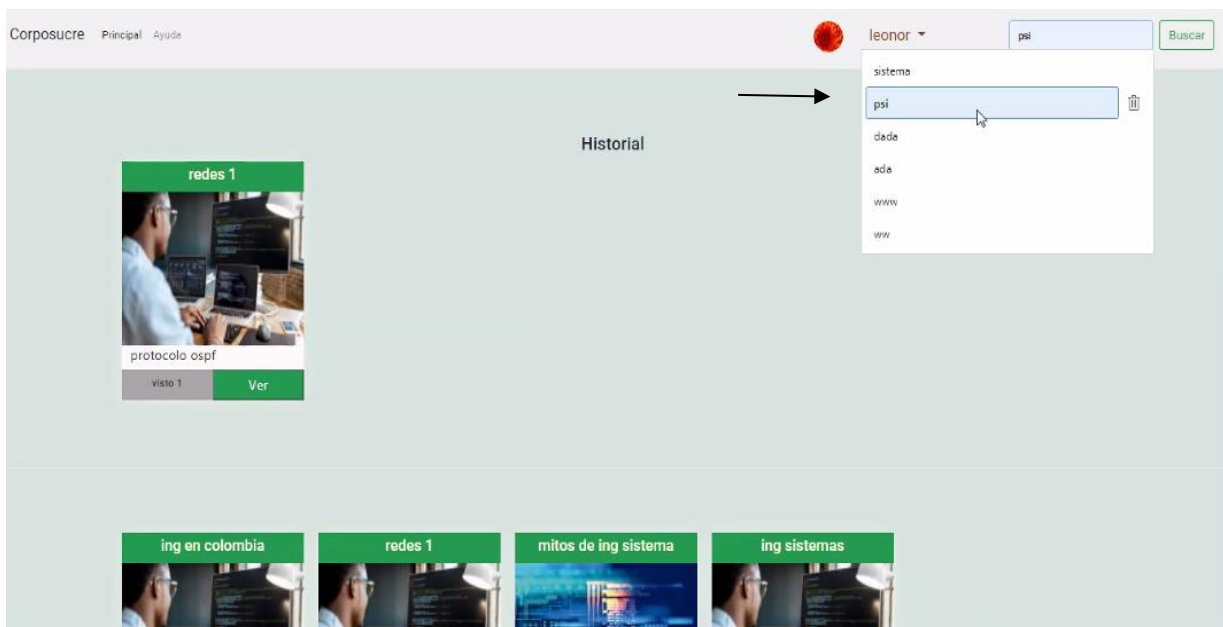 Corposucre Principal Ayuda leonor psi Buscar
sistema
psi
dada
ada
www
ww
Historial
redes 1
protocolo ospf
visto 1 Ver
ing en colombia redes 1 mitos de ing sistema ing sistemas